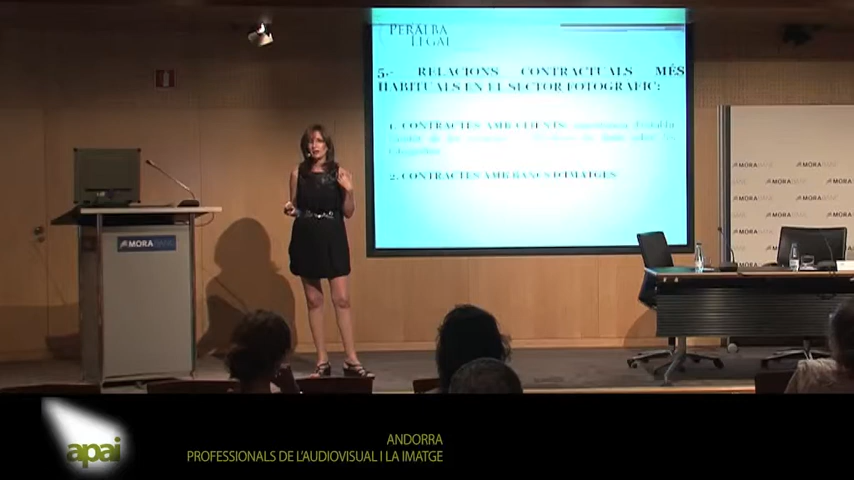 PERALBA
LEGAL
5.- RELACIONS CONTRACTUALS MÉS
HABITUALS EN EL SECTOR FOTOGRÀFIC:
1. CONTRACTES AMB CLIENTS:
2. CONTRACTES AMB BANCS D'IMATGES
MORABANC
MORABANC
apai
ANDORRA
PROFESSIONALS DE L'AUDIOVISUAL I LA IMATGE